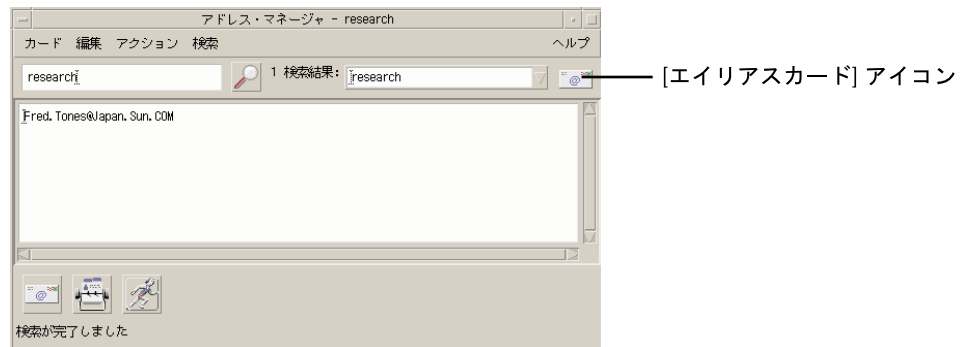 アドレス・マネージャ - research
カード 編集 アクション 検索 ヘルプ
research 1 検索結果: research
[エイリアスカード] アイコン
Fred.Tones@Japan.Sun.COM
検索が完了しました